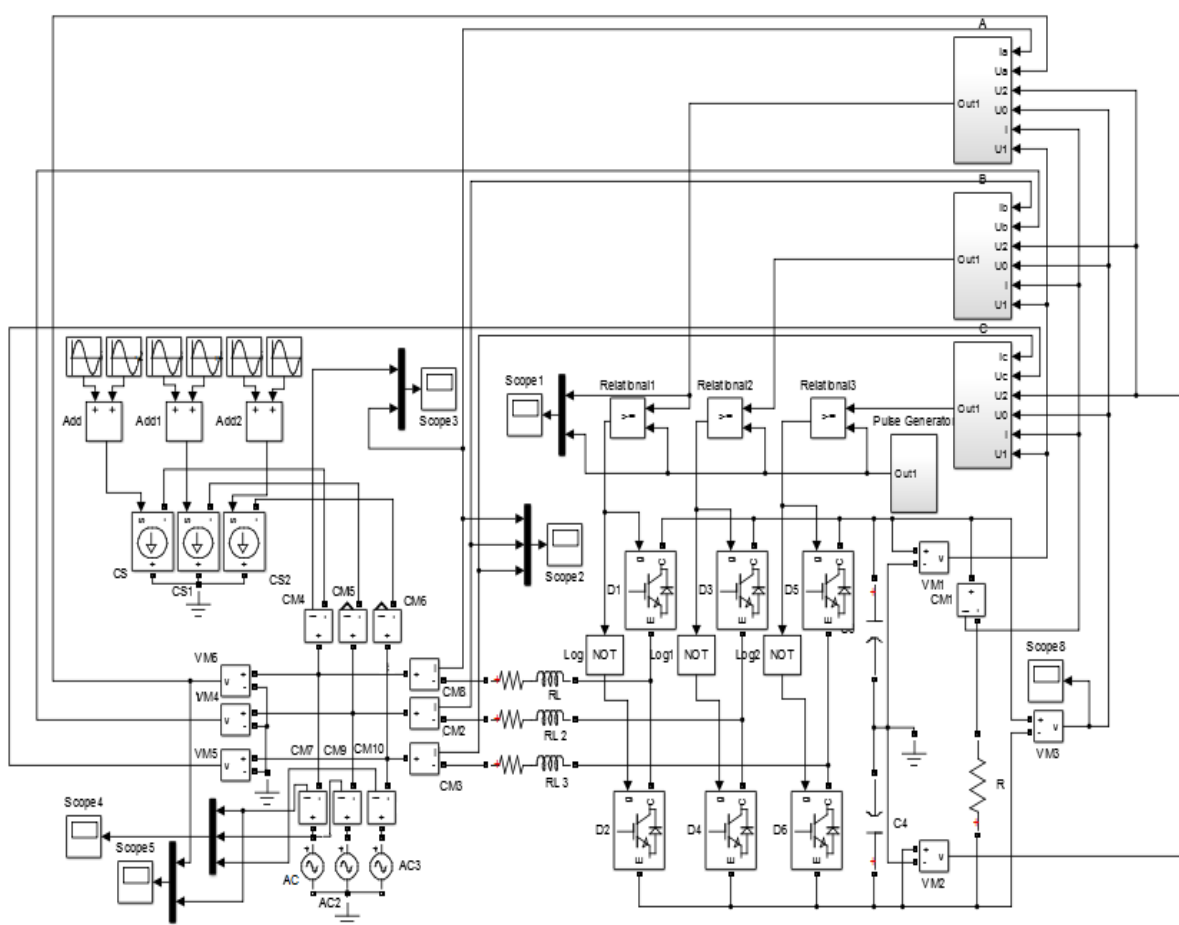 A
Ia
Ua
U2
U0
I
U1
Out1
B
Ib
Ub
U2
U0
I
U1
Out1
C
Ic
Uc
U2
U0
I
U1
Out1
Add
Add1
Add2
Scope3
Scope1
Relational1
Relational2
Relational3
>=
>=
>=
Pulse Generator
Out1
CS
CS1
CS2
Scope2
CM4
CM5
CM6
D1
D3
D5
g
C
E
g
C
E
g
C
E
Log
NOT
Log1
NOT
Log2
NOT
VM1
CM1
Scope8
VM3
R
VM6
VM4
VM5
CM8
CM2
CM3
RL
RL 2
RL 3
CM7
CM9
CM10
Scope4
Scope5
AC
AC2
AC3
D2
D4
D6
g
C
E
g
C
E
g
C
E
C4
VM2